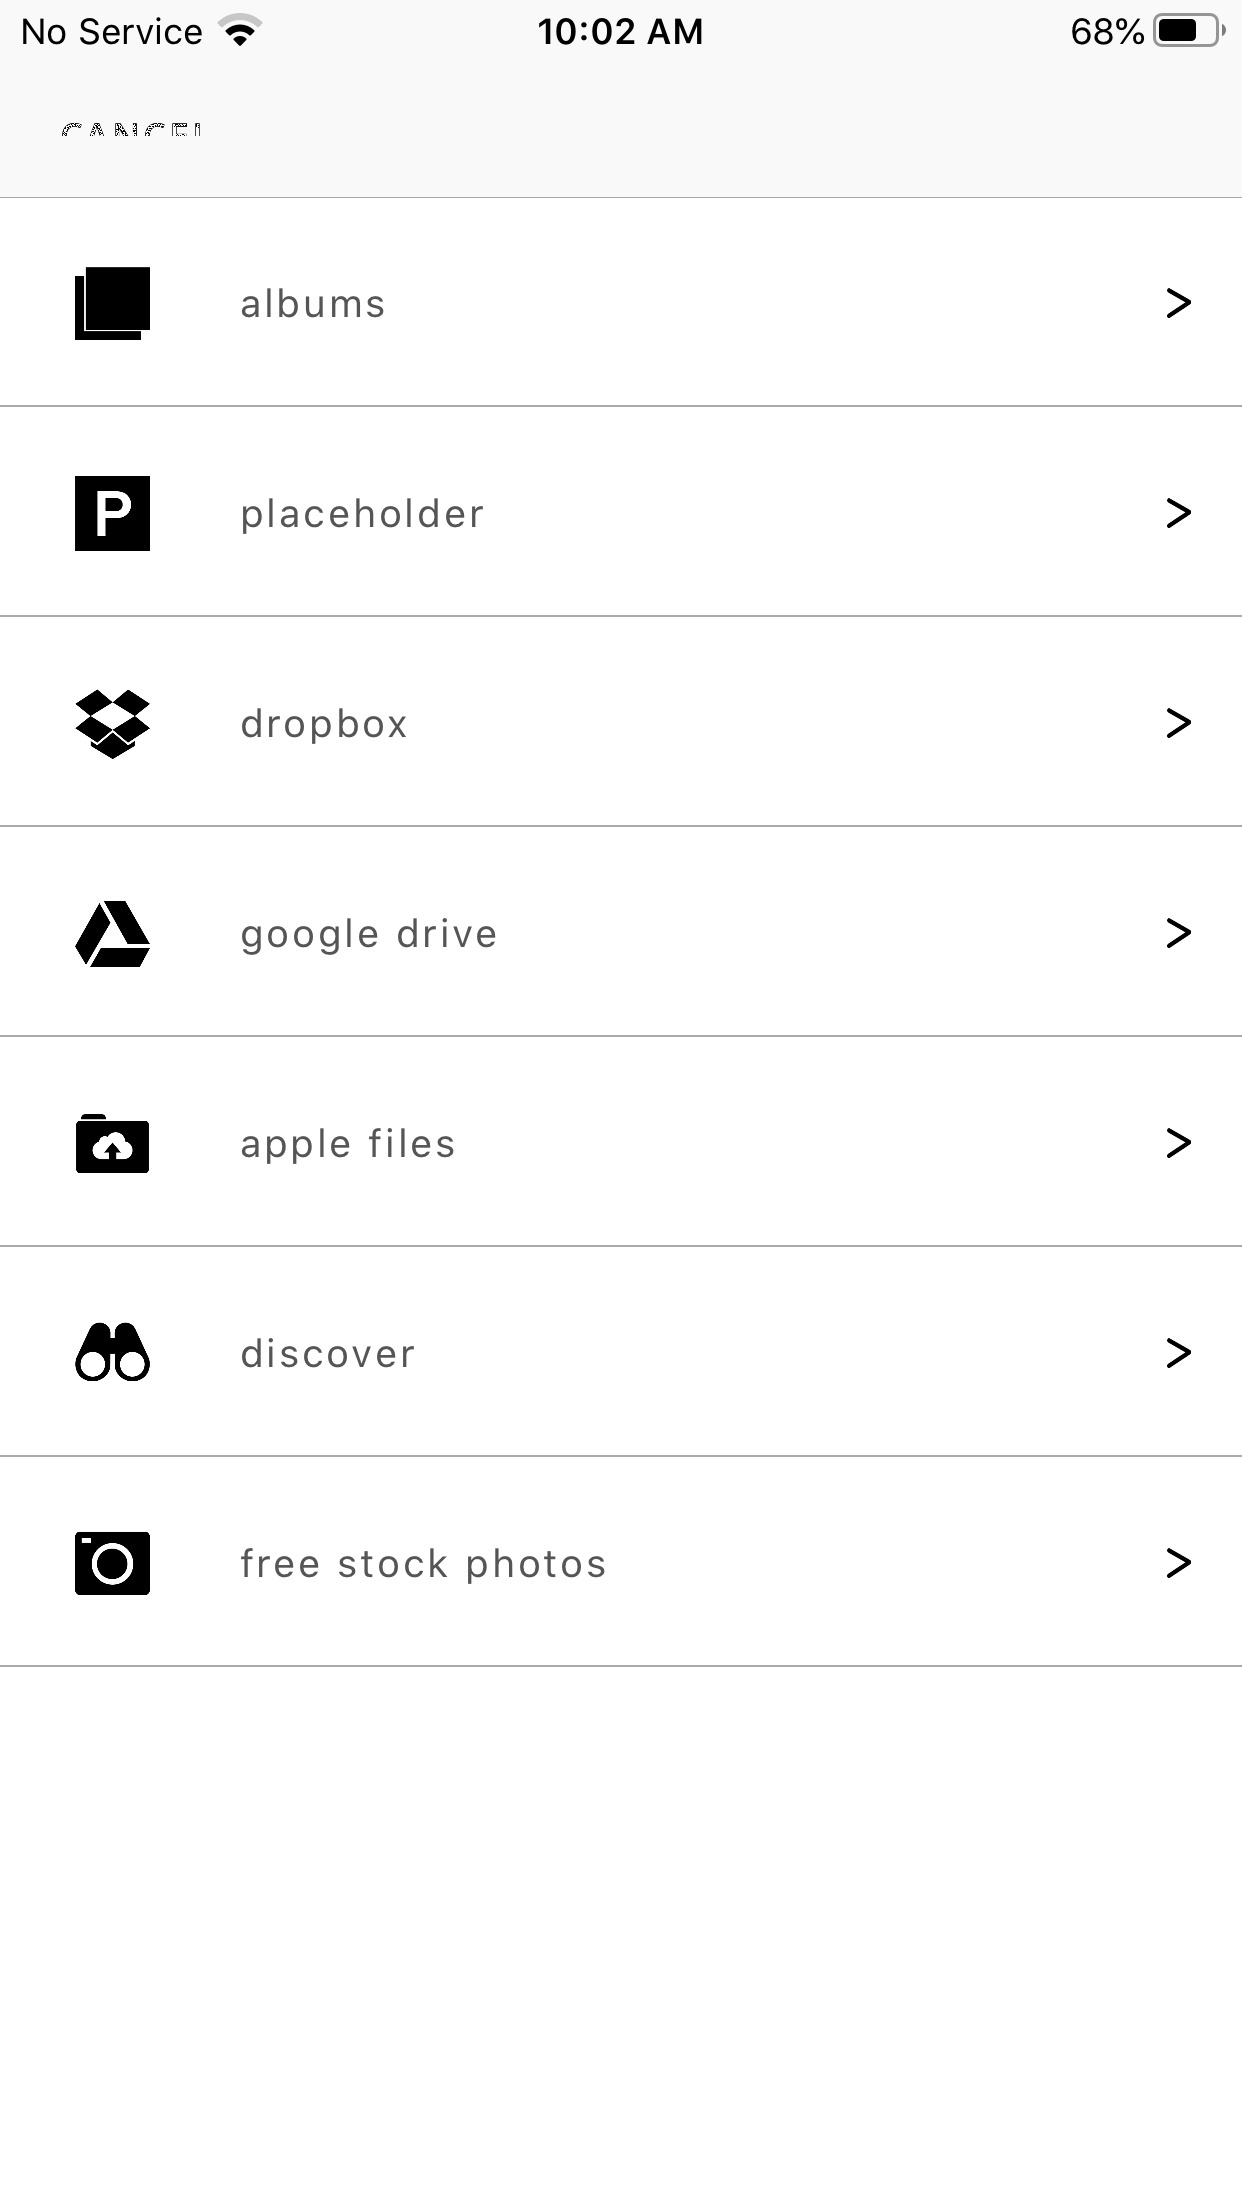 No Service 10:02 AM 68%
CANCEL
albums >
P placeholder >
dropbox >
google drive >
apple files >
discover >
free stock photos >